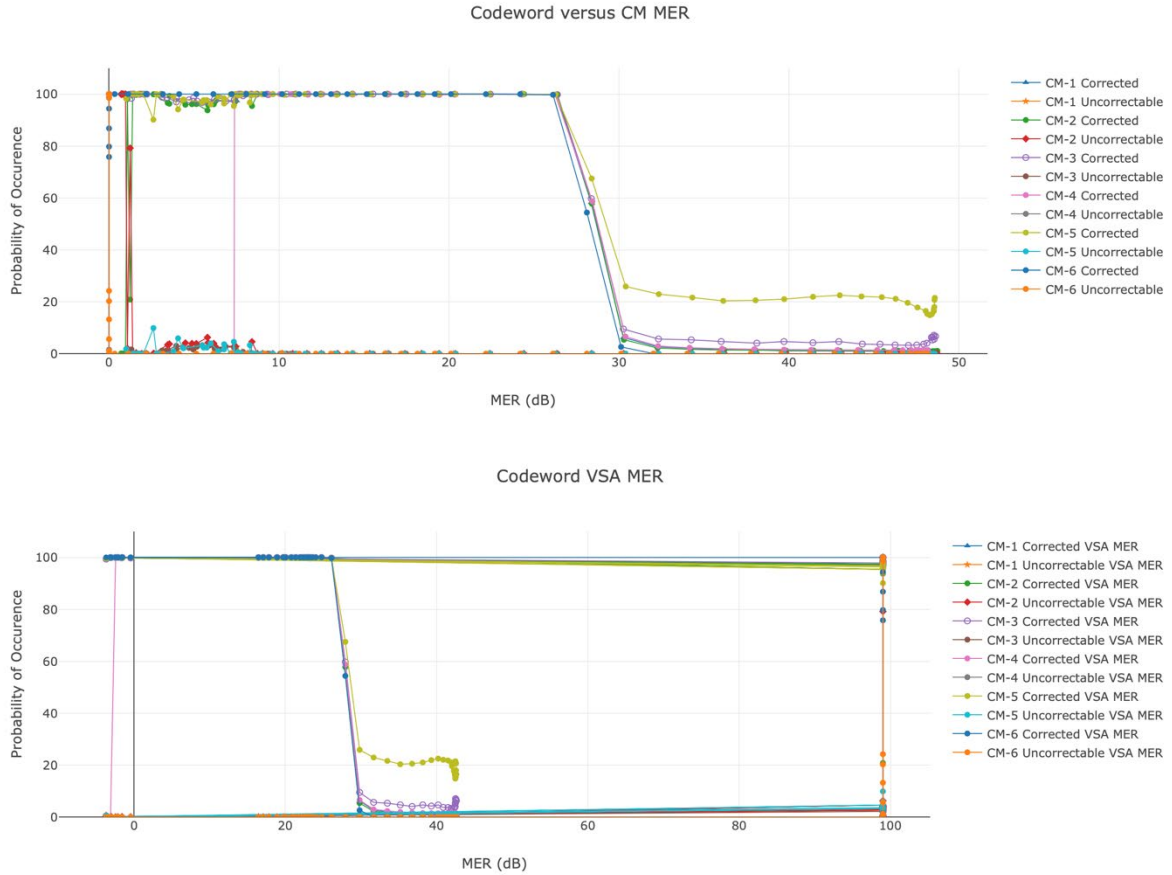 Codeword versus CM MER
Probability of Occurence
100
80
60
40
20
0
0
10
20
30
40
50
MER (dB)
CM-1 Corrected
CM-1 Uncorrectable
CM-2 Corrected
CM-2 Uncorrectable
CM-3 Corrected
CM-3 Uncorrectable
CM-4 Corrected
CM-4 Uncorrectable
CM-5 Corrected
CM-5 Uncorrectable
CM-6 Corrected
CM-6 Uncorrectable
Codeword VSA MER
Probability of Occurence
100
80
60
40
20
0
0
20
40
60
80
100
MER (dB)
CM-1 Corrected VSA MER
CM-1 Uncorrectable VSA MER
CM-2 Corrected VSA MER
CM-2 Uncorrectable VSA MER
CM-3 Corrected VSA MER
CM-3 Uncorrectable VSA MER
CM-4 Corrected VSA MER
CM-4 Uncorrectable VSA MER
CM-5 Corrected VSA MER
CM-5 Uncorrectable VSA MER
CM-6 Corrected VSA MER
CM-6 Uncorrectable VSA MER